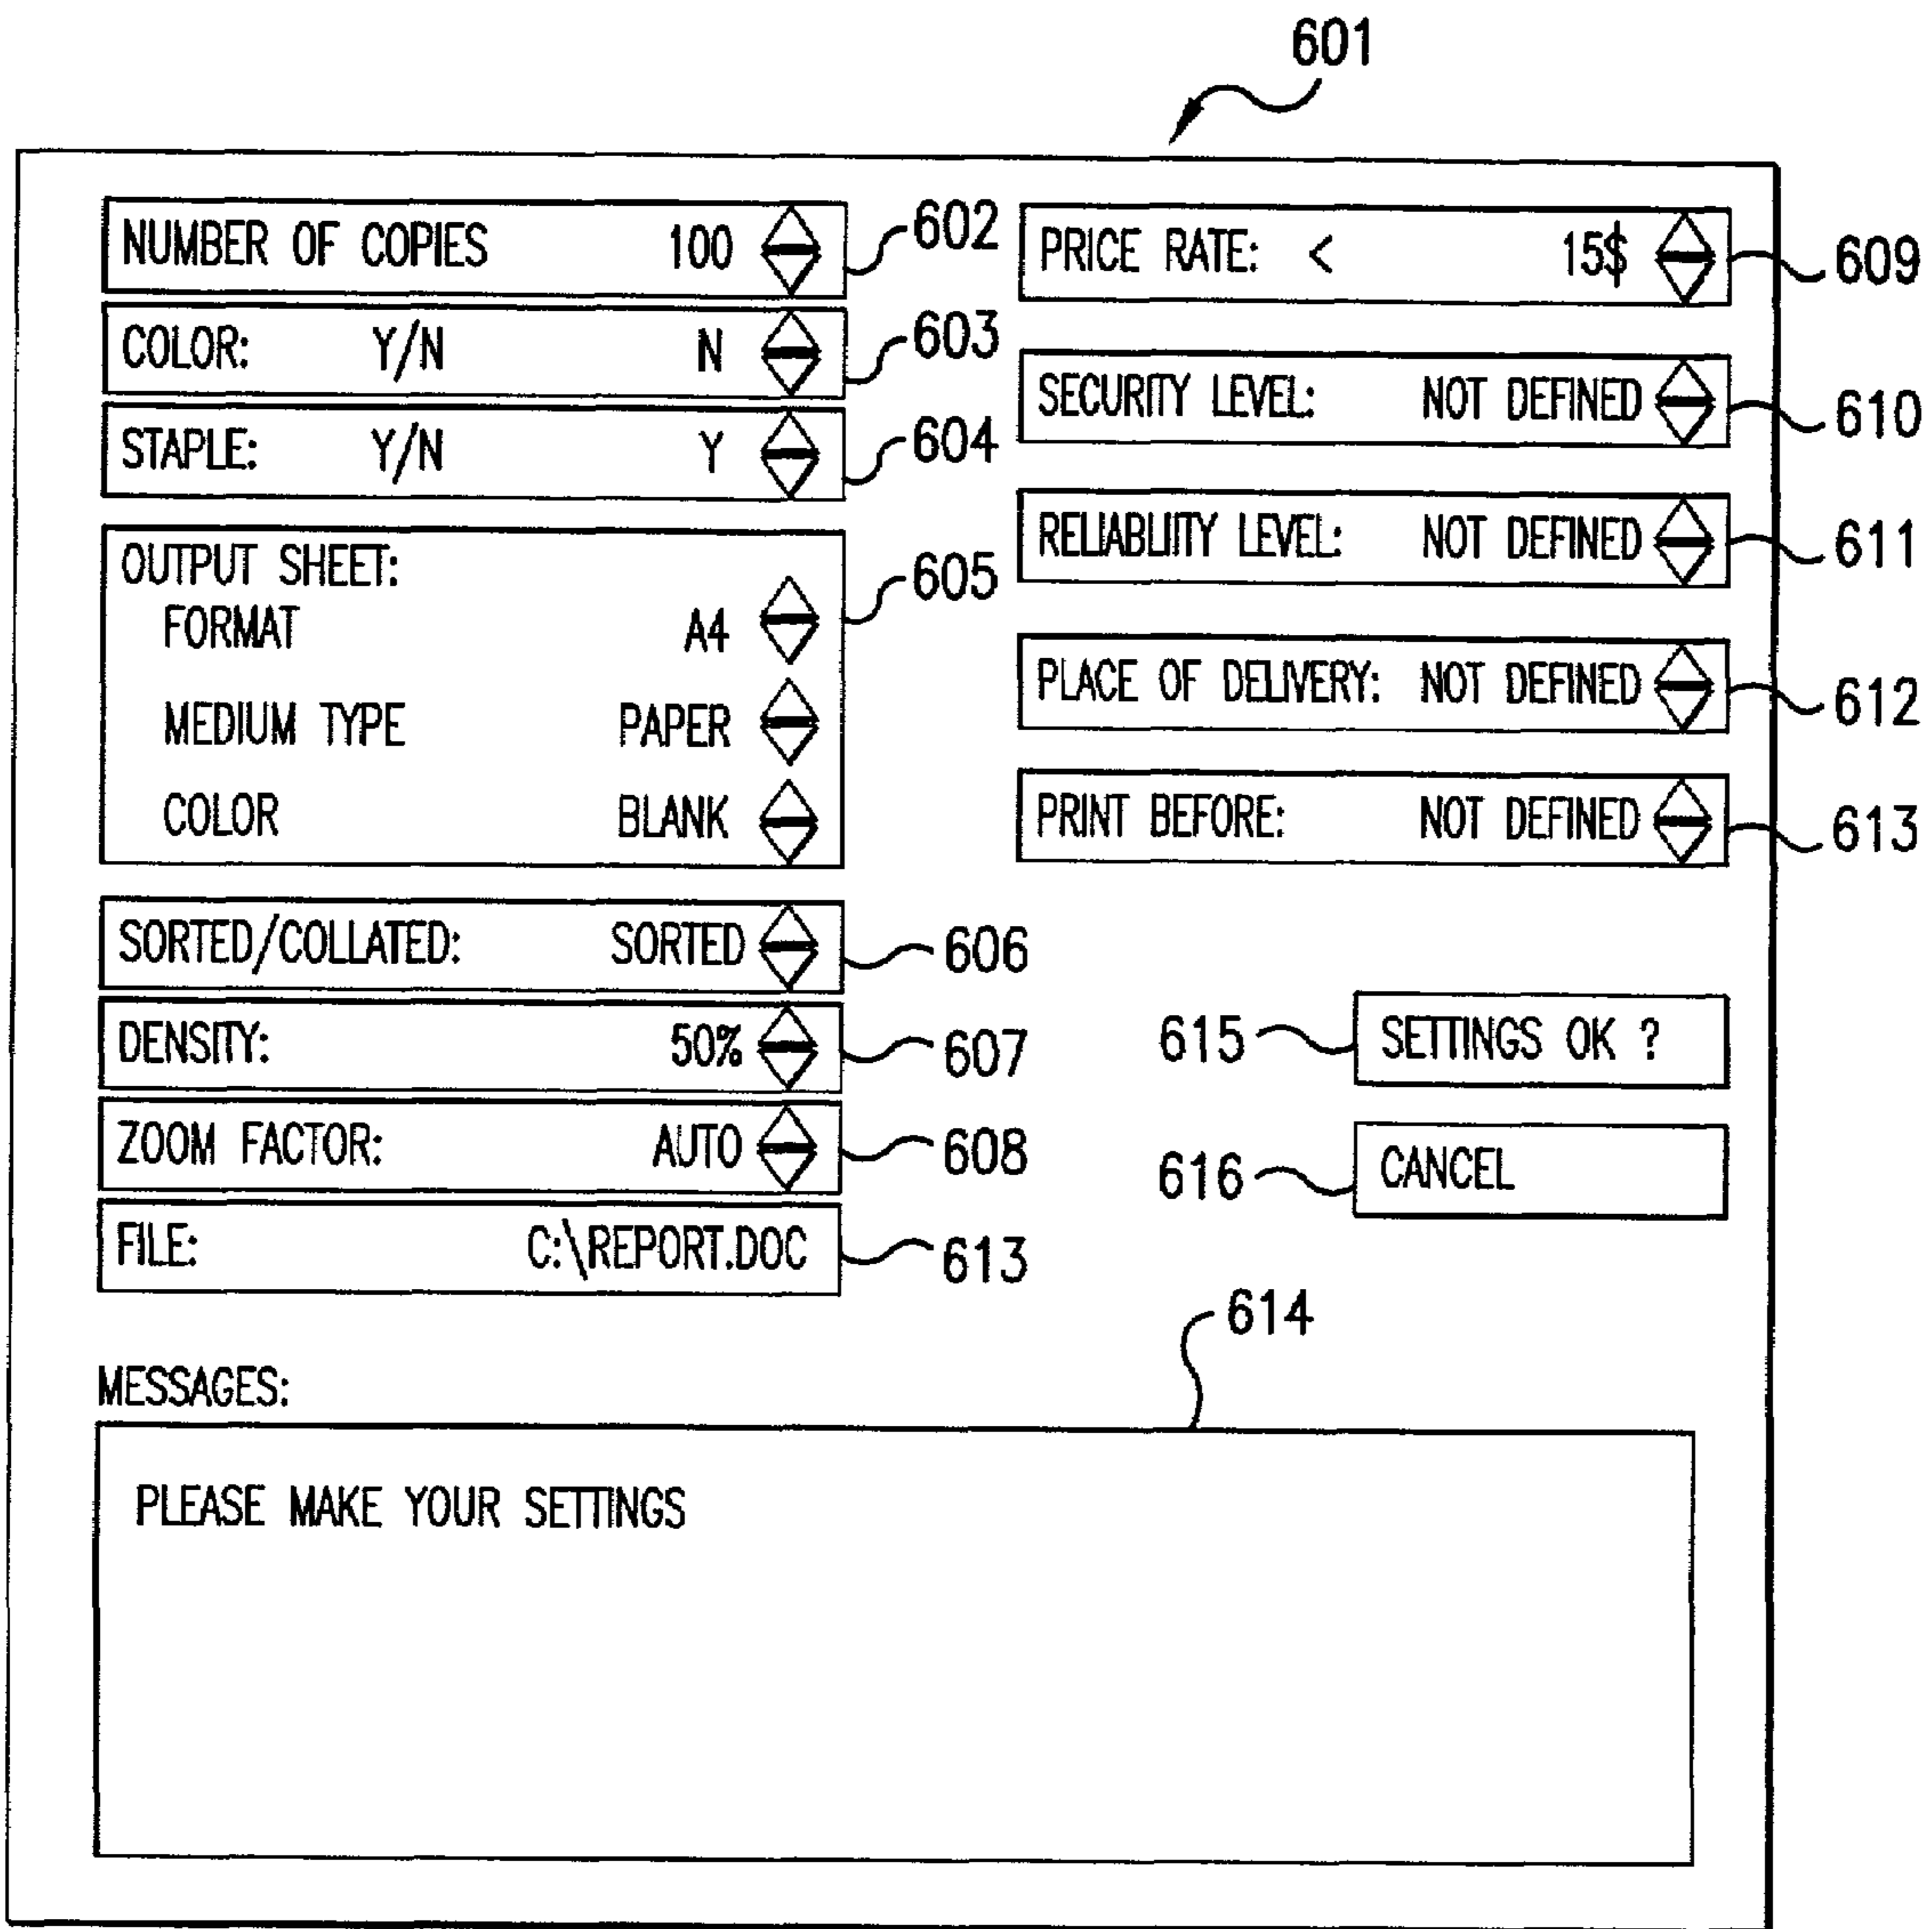 601
NUMBER OF COPIES 100 602
COLOR: Y/N N 603
STAPLE: Y/N Y 604
OUTPUT SHEET: 605
FORMAT A4
MEDIUM TYPE PAPER
COLOR BLANK
SORTED/COLLATED: SORTED 606
DENSITY: 50% 607
ZOOM FACTOR: AUTO 608
FILE: C:\REPORT.DOC 613
PRICE RATE: < 15$ 609
SECURITY LEVEL: NOT DEFINED 610
RELIABLIITY LEVEL: NOT DEFINED 611
PLACE OF DELIVERY: NOT DEFINED 612
PRINT BEFORE: NOT DEFINED 613
615 SETTINGS OK ?
616 CANCEL
614
MESSAGES:
PLEASE MAKE YOUR SETTINGS